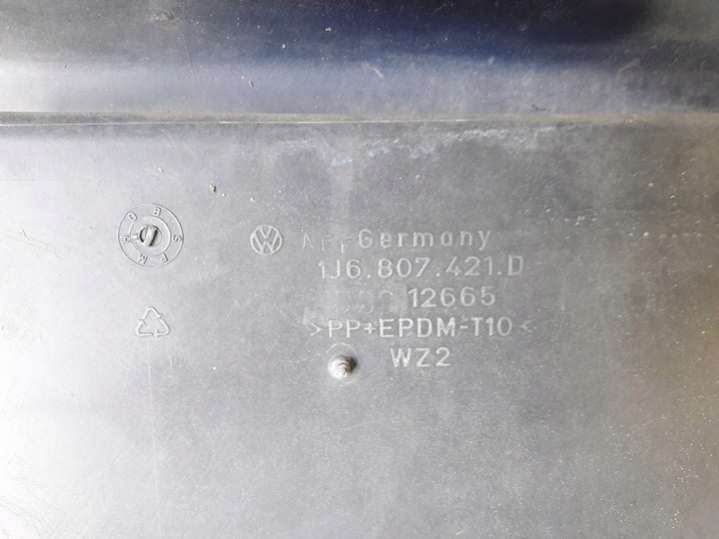 Germany
1J6.807.421.D
12665
>PP+EPDM-T10<
WZ2